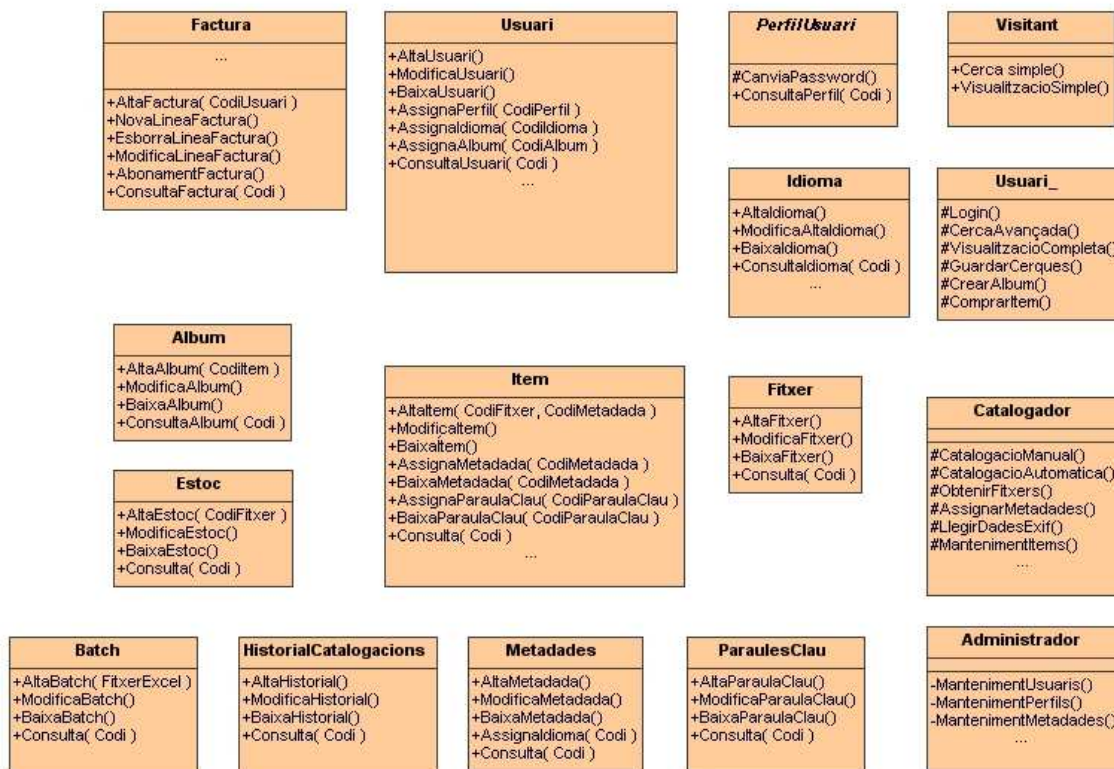 Factura
...
+AltaFactura( CodiUsuari )
+NovaLineaFactura()
+EsborraLineaFactura()
+ModificaLineaFactura()
+AbonamentFactura()
+ConsultaFactura( Codi )
Usuari
+AltaUsuari()
+ModificaUsuari()
+BaixaUsuari()
+AssignaPerfil( CodiPerfil )
+AssignaIdioma( CodiIdioma )
+AssignaAlbum( CodiAlbum )
+ConsultaUsuari( Codi )
...
PerfilUsuari
#CanviaPassword()
+ConsultaPerfil( Codi )
Visitant
+Cerca simple()
+VisualitzacioSimple()
Idioma
+AltaIdioma()
+ModificaAltaIdioma()
+BaixaIdioma()
+ConsultaIdioma( Codi )
...
Usuari_
#Login()
#CercaAvançada()
#VisualitzacioCompleta()
#GuardarCerques()
#CrearAlbum()
#ComprarItem()
Album
+AltaAlbum( CodiItem )
+ModificaAlbum()
+BaixaAlbum()
+ConsultaAlbum( Codi )
Item
+AltaItem( CodiFitxer, CodiMetadada )
+ModificaItem()
+BaixaItem()
+AssignaMetadada( CodiMetadada )
+BaixaMetadada( CodiMetadada )
+AssignaParaulaClau( CodiParaulaClau )
+BaixaParaulaClau( CodiParaulaClau )
+Consulta( Codi )
...
Fitxer
+AltaFitxer()
+ModificaFitxer()
+BaixaFitxer()
+Consulta( Codi )
Catalogador
#CatalogacioManual()
#CatalogacioAutomatica()
#ObtenirFitxers()
#AssignarMetadades()
#LlegirDadesExif()
#MantenimentItems()
...
Estoc
+AltaEstoc( CodiFitxer )
+ModificaEstoc()
+BaixaEstoc()
+Consulta( Codi )
Batch
+AltaBatch( FitxerExcel )
+ModificaBatch()
+BaixaBatch()
+Consulta( Codi )
HistorialCatalogacions
+AltaHistorial()
+ModificaHistorial()
+BaixaHistorial()
+Consulta( Codi )
Metadades
+AltaMetadada()
+ModificaMetadada()
+BaixaMetadada()
+AssignaIdioma( Codi )
+Consulta( Codi )
ParaulesClau
+AltaParaulaClau()
+ModificaParaulaClau()
+BaixaParaulaClau()
+Consulta( Codi )
Administrador
-MantenimentUsuaris()
-MantenimentPerfils()
-MantenimentMetadades()
...